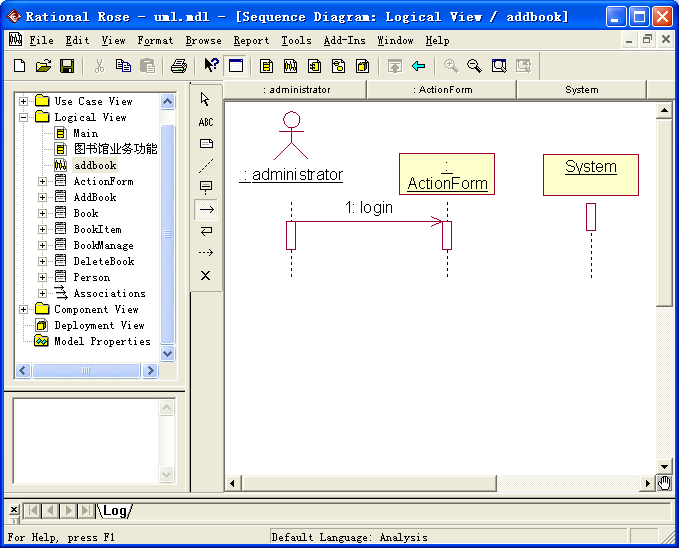 Rational Rose - uml.mdl - [Sequence Diagram: Logical View / addbook]
File Edit View Format Browse Report Tools Add-Ins Window Help
: administrator : ActionForm System
Use Case View
Logical View
Main
图书馆业务功能
addbook
ActionForm
AddBook
Book
BookItem
BookManage
DeleteBook
Person
Associations
Component View
Deployment View
Model Properties
ABC
: administrator
:
ActionForm
System
1: login
Log
For Help, press F1
Default Language: Analysis